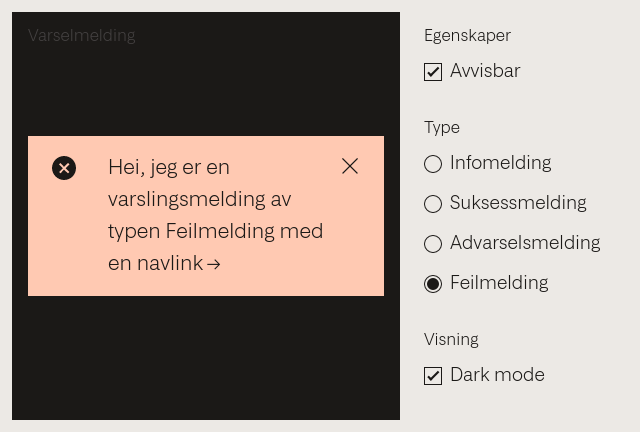 Varselmelding
Hei, jeg er en
varslingsmelding av
typen Feilmelding med
en navlink →
Egenskaper
Avvisbar
Type
Infomelding
Suksessmelding
Advarselsmelding
Feilmelding
Visning
Dark mode